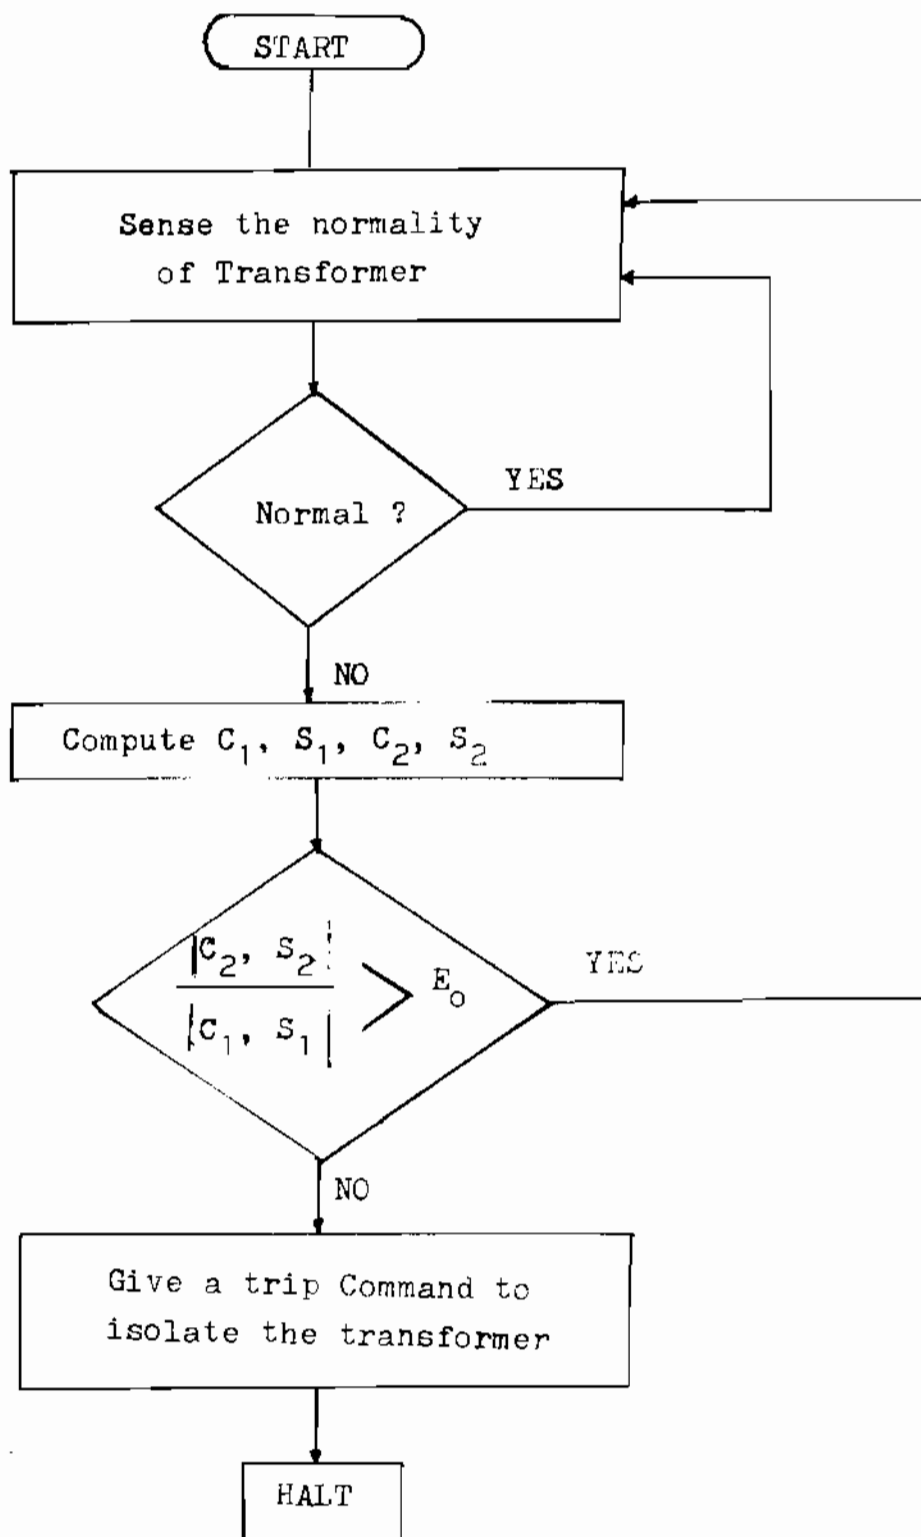 START
Sense the normality
of Transformer
YES
Normal ?
NO
Compute C₁, S₁, C₂, S₂
|C₂, S₂|
|C₁, S₁|
> E₀
YES
NO
Give a trip Command to
isolate the transformer
HALT